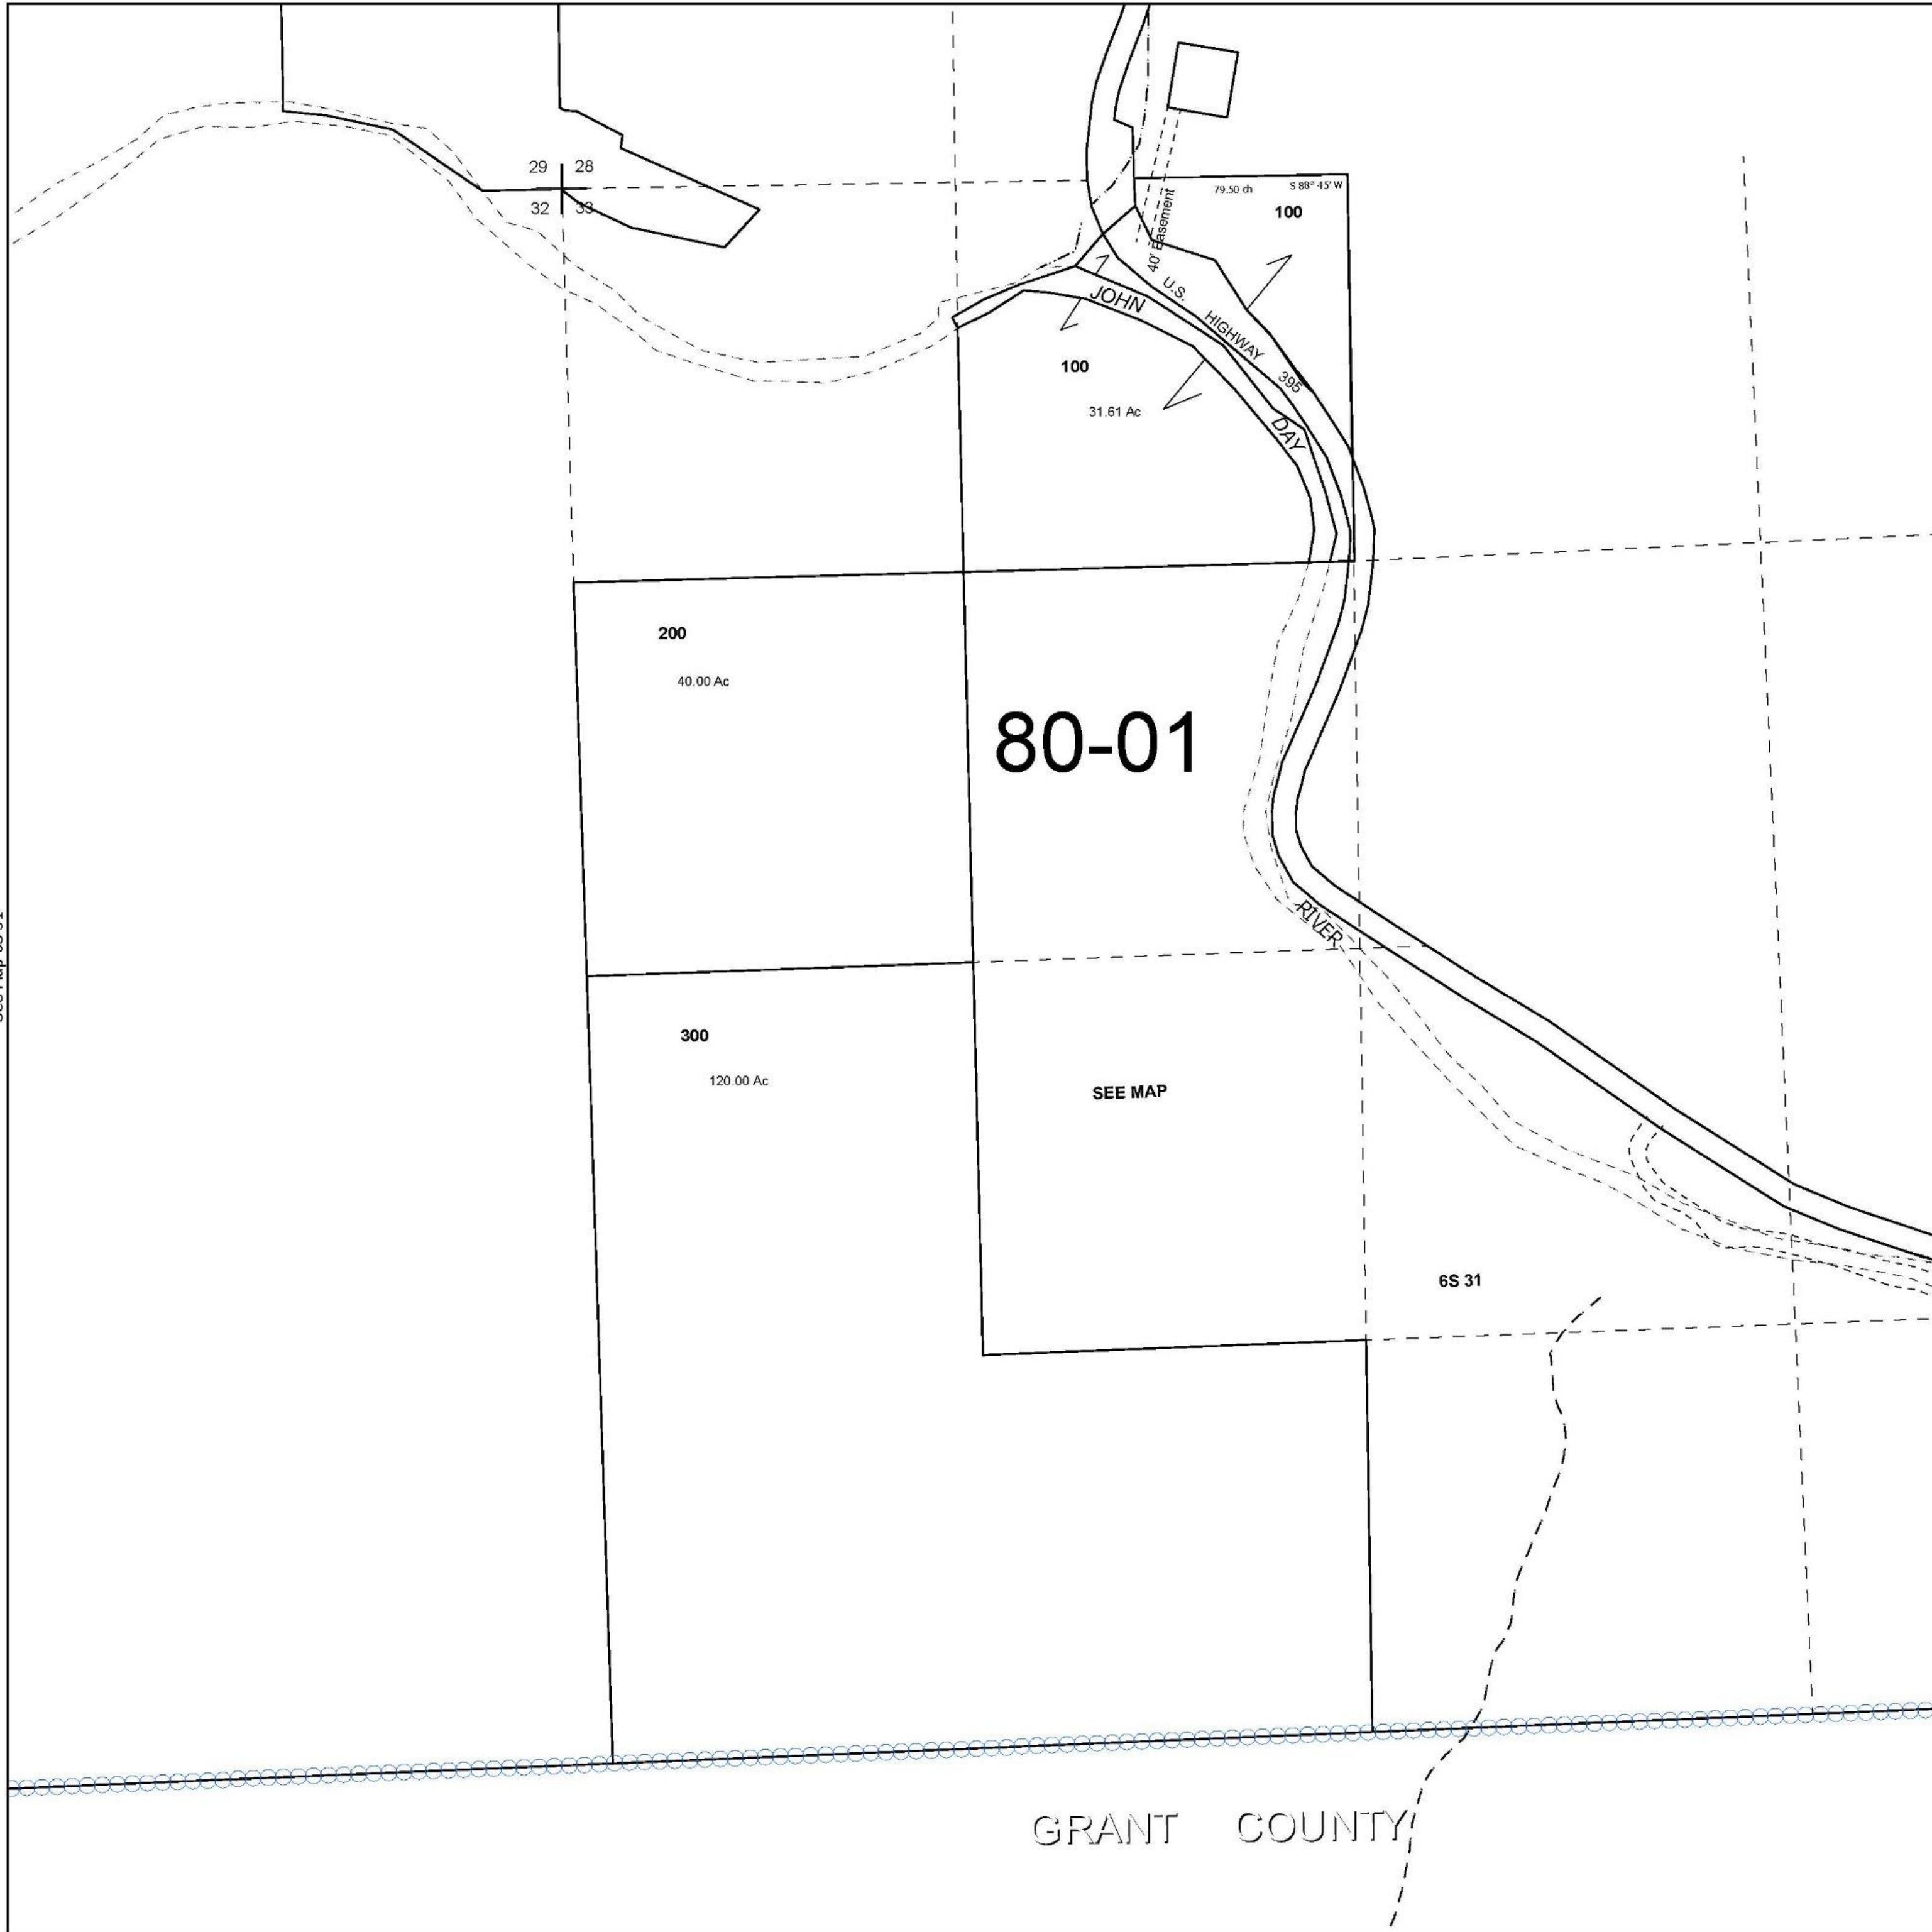 29 28
32 33
79.50 ch
S 88° 45' W
100
40' Easement
U.S.
HIGHWAY
395
JOHN
DAY
RIVER
100
31.61 Ac
200
40.00 Ac
80-01
300
120.00 Ac
SEE MAP
6S 31
GRANT COUNTY